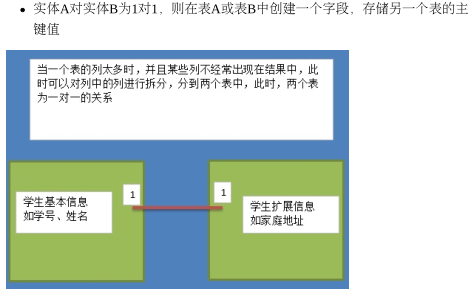 • 实体A对实体B为1对1，则在表A或表B中创建一个字段，存储另一个表的主
键值
当一个表的列太多时，并且某些列不经常出现在结果中，此
时可以对列中的列进行拆分，分到两个表中，此时，两个表
为一对一的关系
学生基本信息
如学号、姓名
1
1
学生扩展信息
如家庭地址